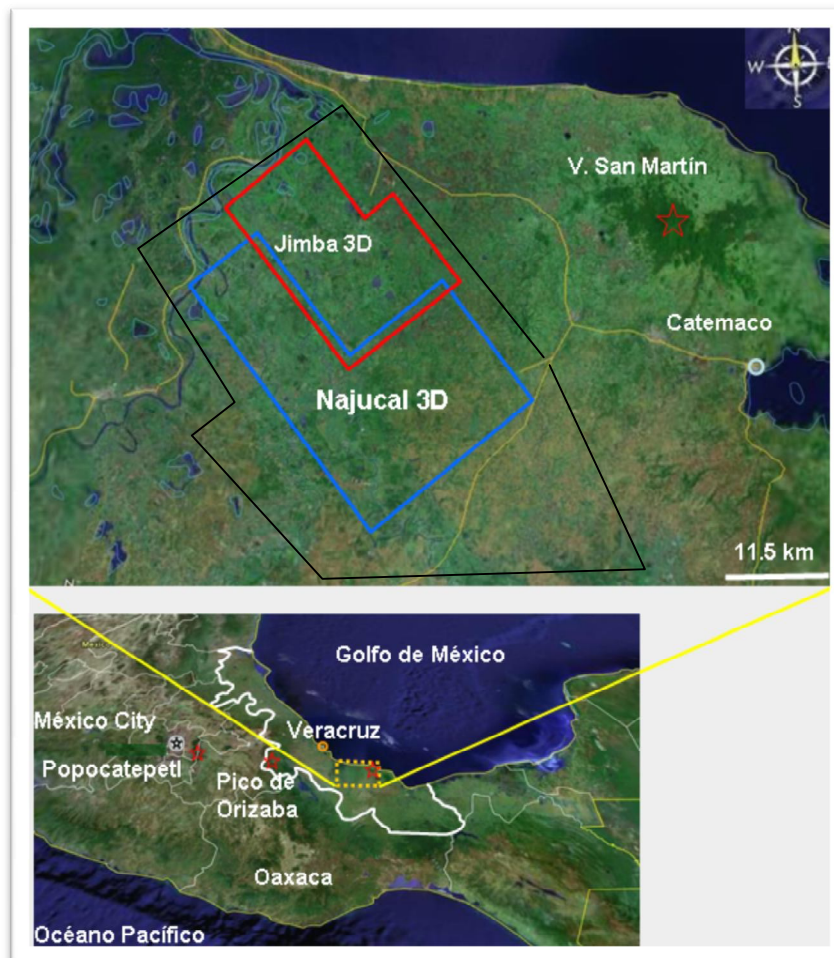 N
W
S
V. San Martín
Jimba 3D
Catemaco
Najucal 3D
11.5 km
Golfo de México
México City
Veracruz
Popocatepetl
Pico de
Orizaba
Oaxaca
Océano Pacífico